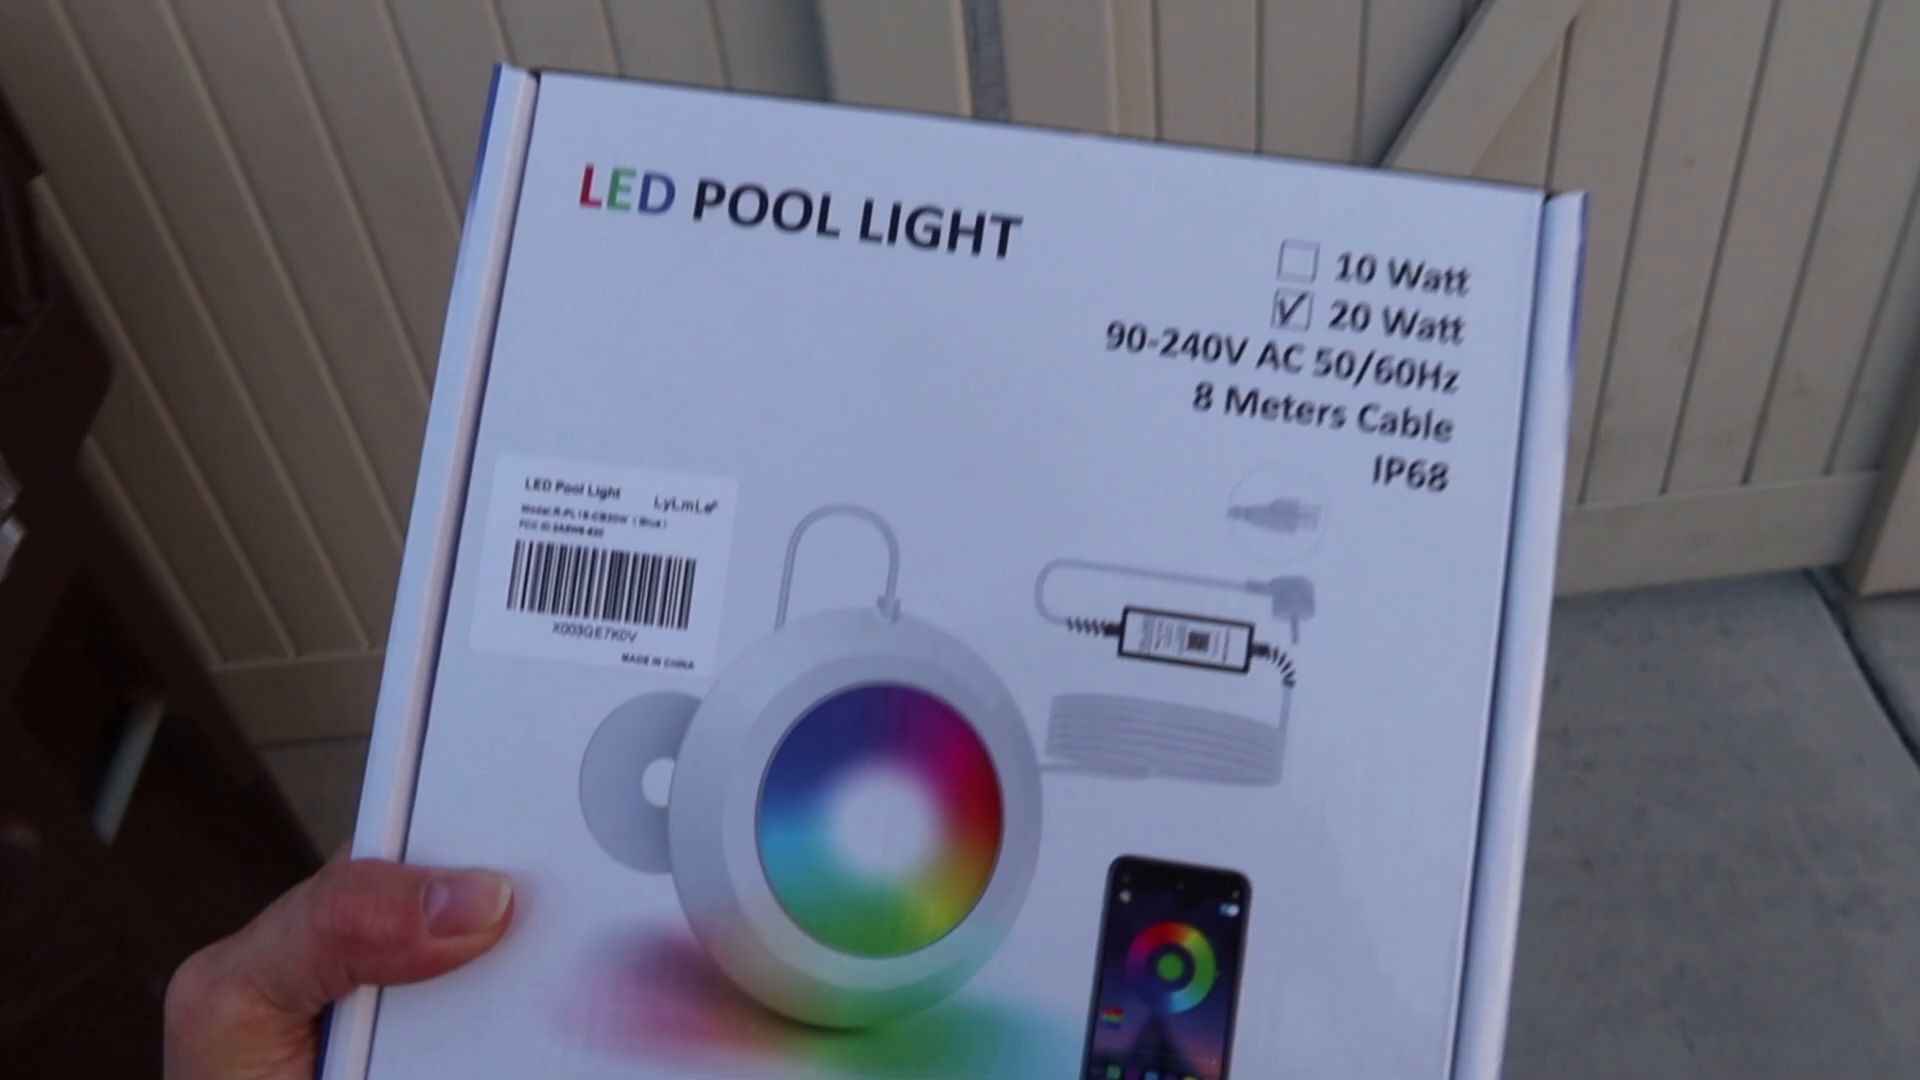 LED POOL LIGHT
10 Watt
20 Watt
90-240V AC 50/60Hz
8 Meters Cable
IP68
LED Pool Light
LyLmLe
X003GE7K0V
MADE IN CHINA